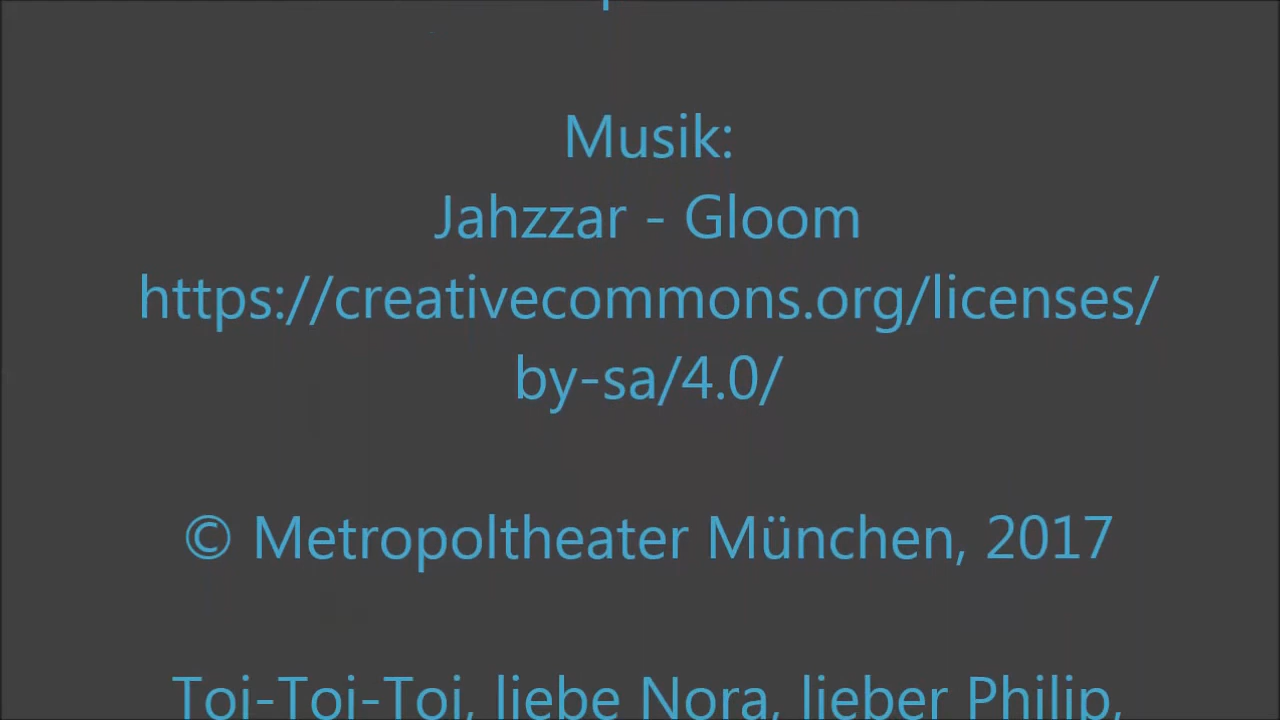 Musik:
Jahzzar - Gloom
https://creativecommons.org/licenses/
by-sa/4.0/
© Metropoltheater München, 2017
Toi-Toi-Toi, liebe Nora, lieber Philip,